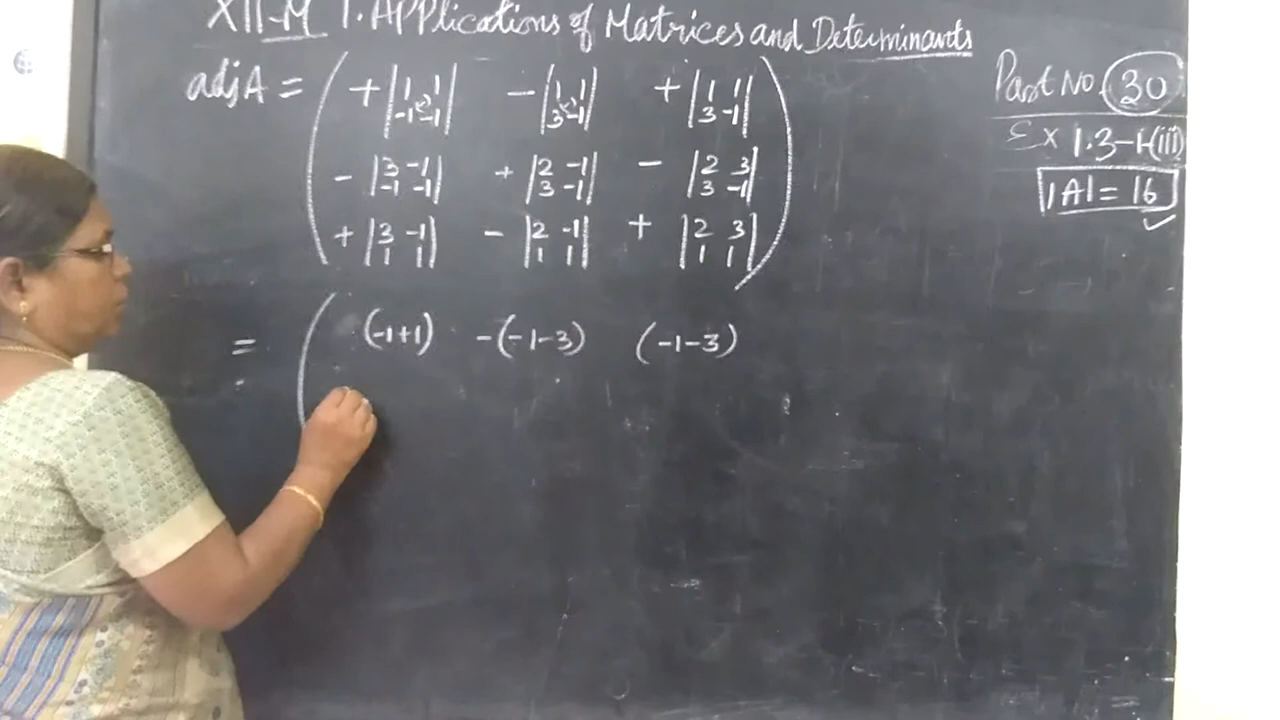 XII-M 1. Applications of Matrices and Determinants
Part No. 30
Ex 1.3-1(iii)
|A| = 16 ✓
adj A = ( +|1 1| -|1 1| +|1 1|
|-1 -1| |3 -1| |3 -1|
-|3 -1| +|2 -1| -|2 3|
|-1 -1| |3 -1| |3 -1|
+|3 -1| -|2 -1| +|2 3|
|1 1| |1 1| |1 1| )
= ( (-1+1) -(-1-3) (-1-3)